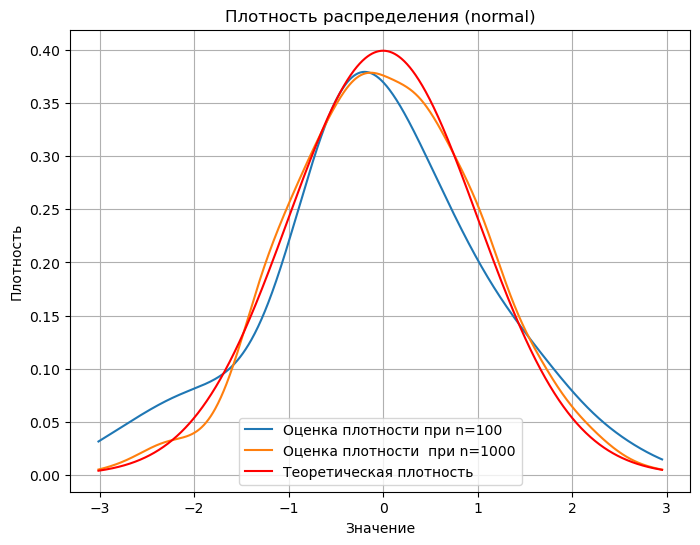 Плотность распределения (normal)
Плотность
0.40
0.35
0.30
0.25
0.20
0.15
0.10
0.05
0.00
Оценка плотности при n=100
Оценка плотности  при n=1000
Теоретическая плотность
−3
−2
−1
0
1
2
3
Значение